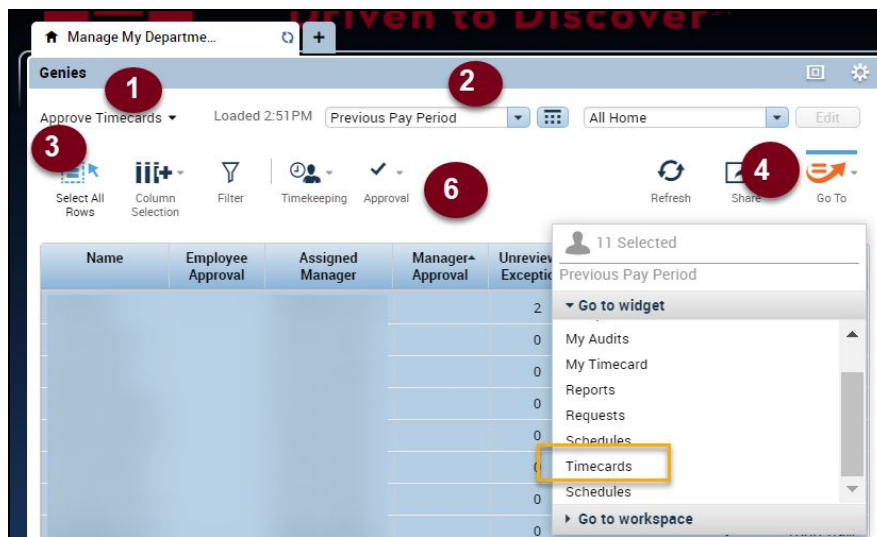 Driven to Discover
Manage My Departme...
+
Genies
1
2
Approve Timecards
Loaded 2:51PM
Previous Pay Period
All Home
Edit
3
4
6
Select All
Rows
Column
Selection
Filter
Timekeeping
Approval
Refresh
Share
Go To
Name
Employee
Approval
Assigned
Manager
Manager
Approval
Unreview
Exceptio
11 Selected
Previous Pay Period
Go to widget
2
My Audits
0
My Timecard
0
Reports
0
Requests
0
Schedules
0
Timecards
0
Schedules
0
Go to workspace